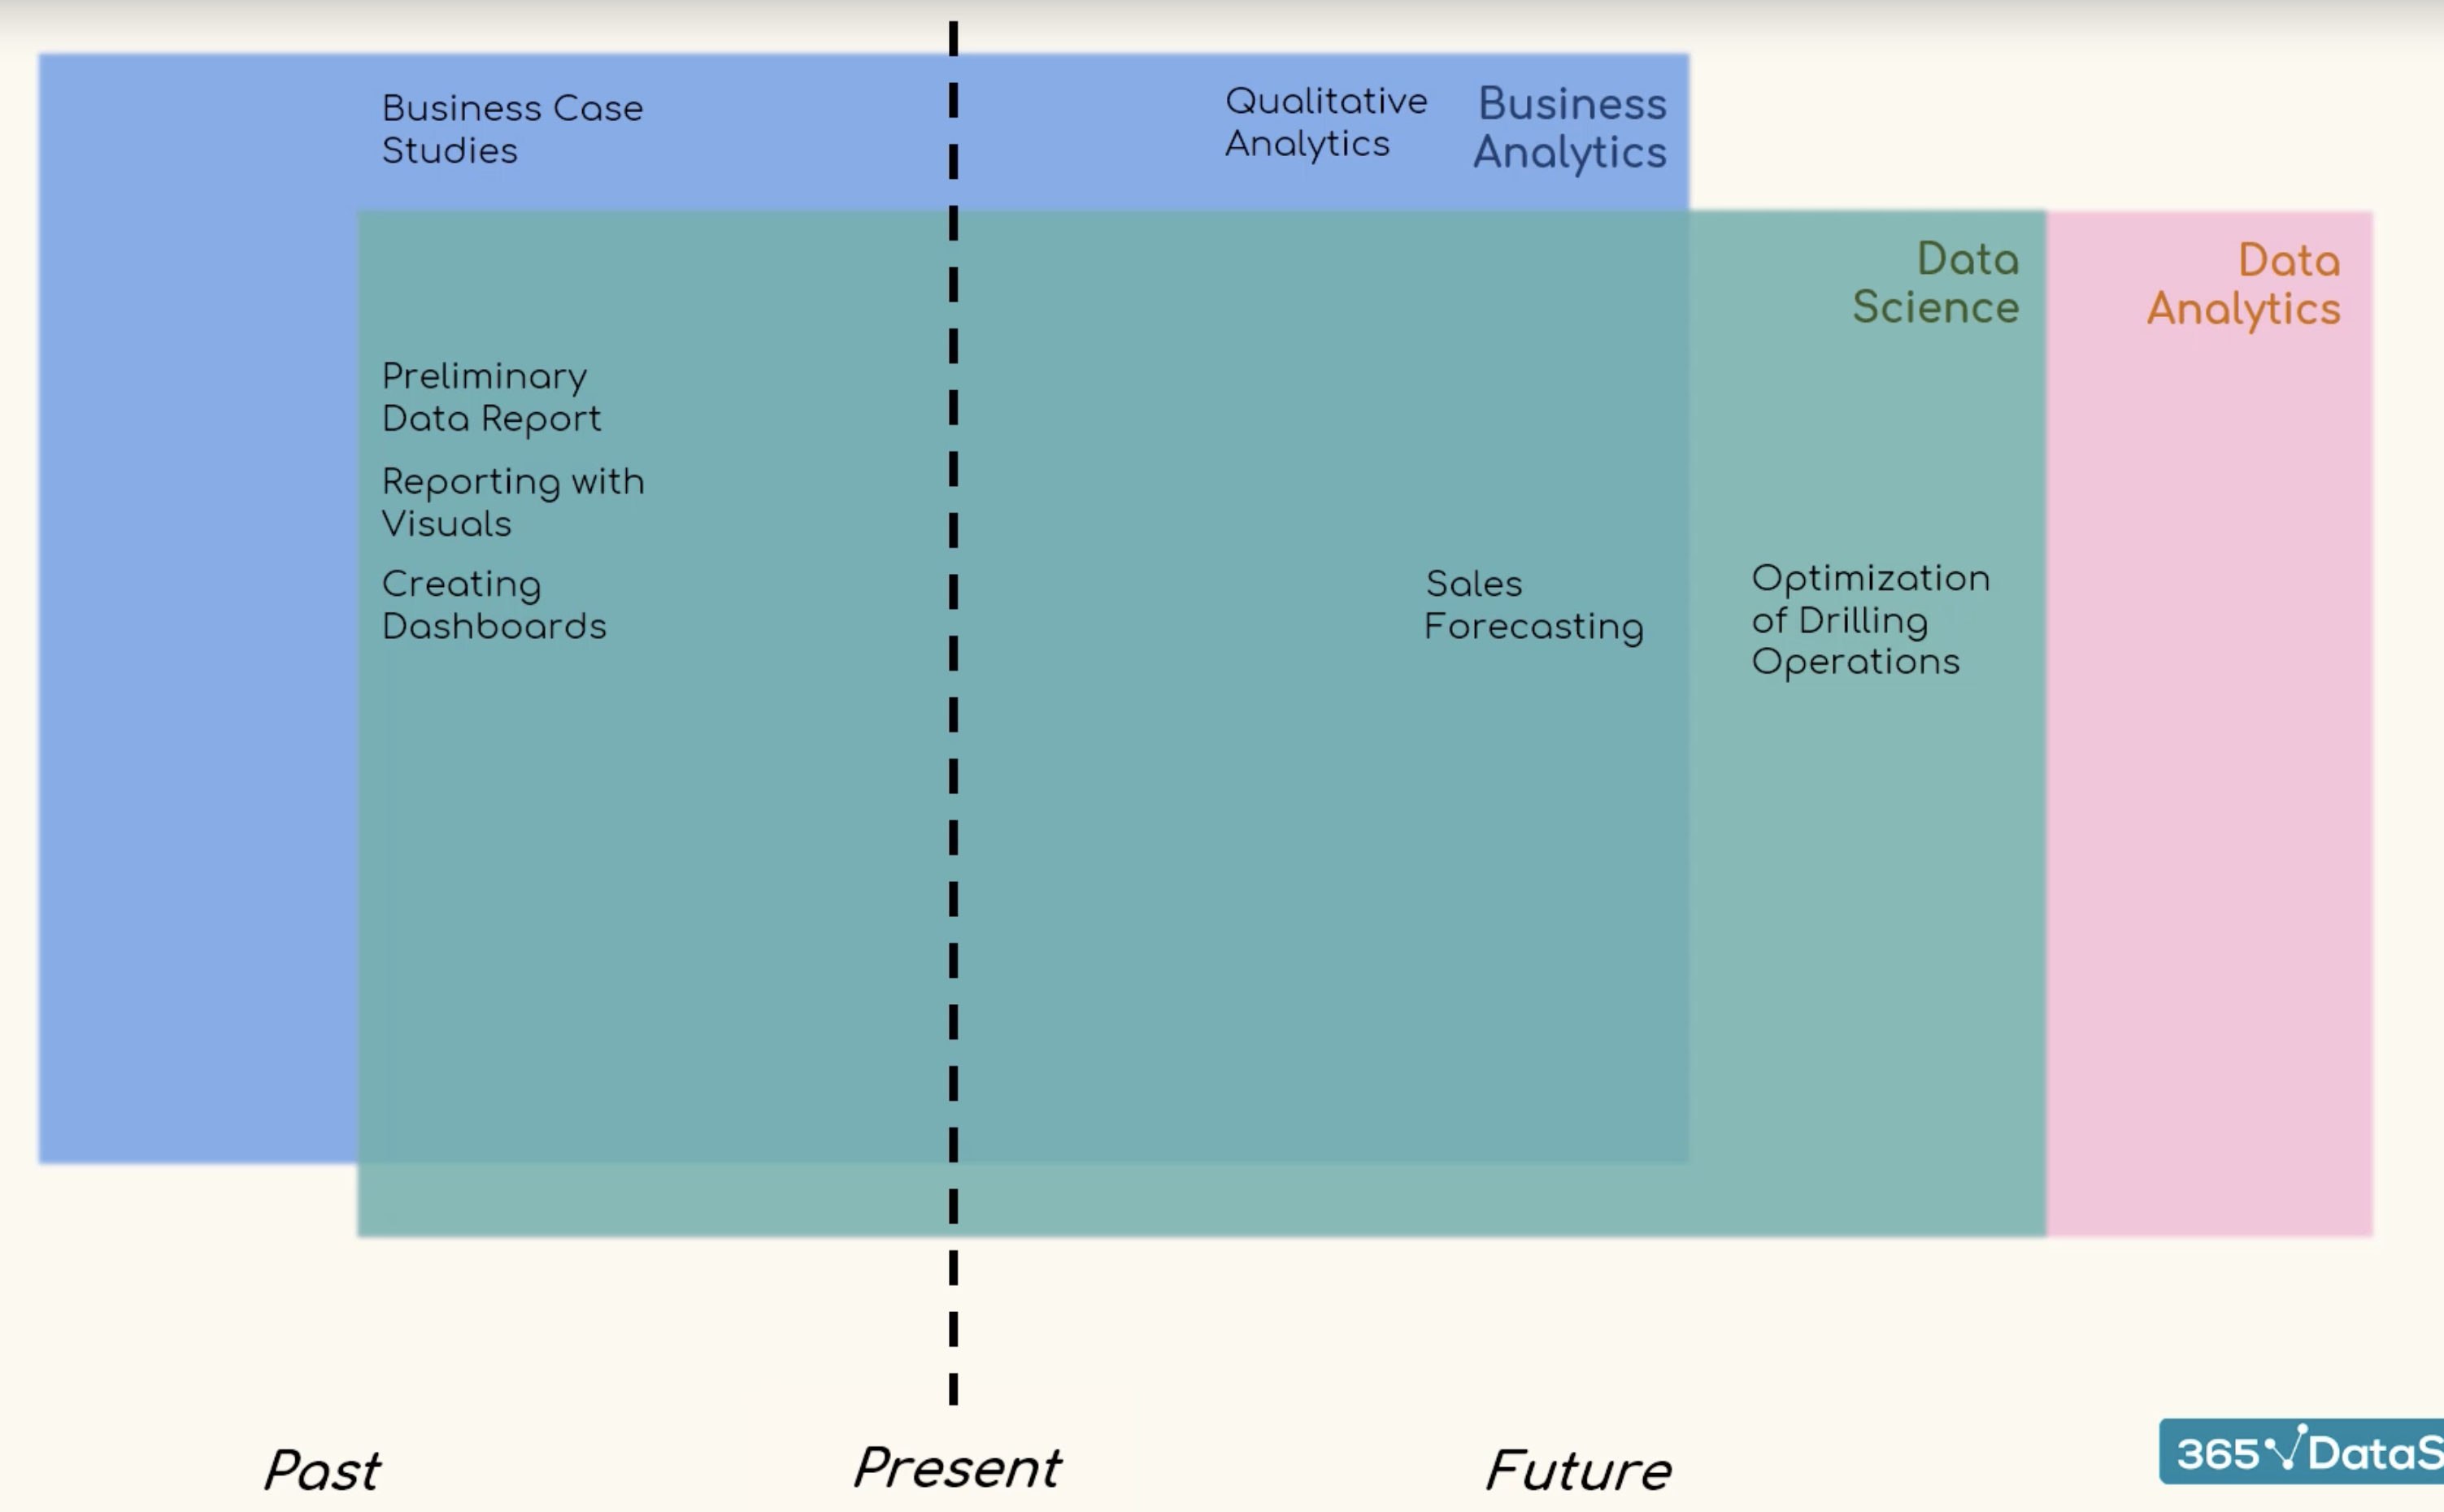 Business Case
Studies
Qualitative
Analytics
Business
Analytics
Data
Science
Data
Analytics
Preliminary
Data Report
Reporting with
Visuals
Creating
Dashboards
Sales
Forecasting
Optimization
of Drilling
Operations
Past
Present
Future
365 DataS